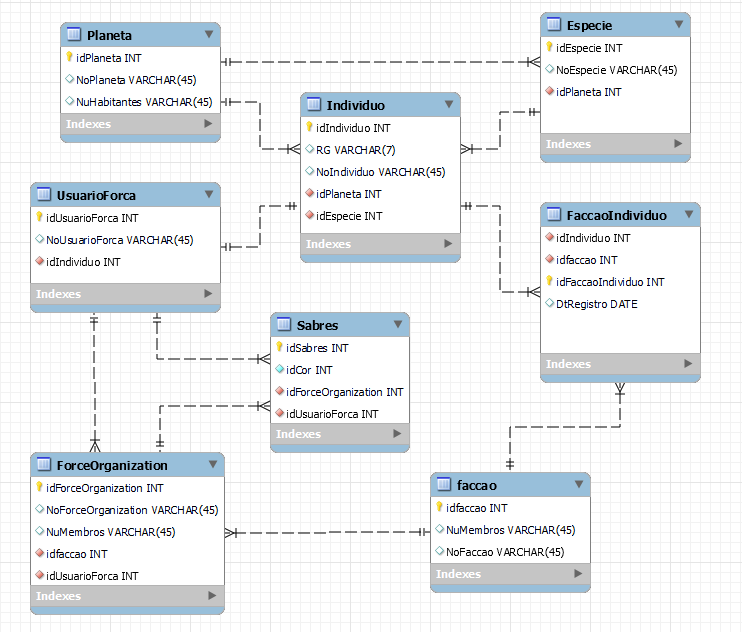 Planeta
idPlaneta INT
NoPlaneta VARCHAR(45)
NuHabitantes VARCHAR(45)
Indexes
Especie
idEspecie INT
NoEspecie VARCHAR(45)
idPlaneta INT
Indexes
Individuo
idIndividuo INT
RG VARCHAR(7)
NoIndividuo VARCHAR(45)
idPlaneta INT
idEspecie INT
Indexes
UsuarioForca
idUsuarioForca INT
NoUsuarioForca VARCHAR(45)
idIndividuo INT
Indexes
FaccaoIndividuo
idIndividuo INT
idfaccao INT
idFaccaoIndividuo INT
DtRegistro DATE
Indexes
Sabres
idSabres INT
idCor INT
idForceOrganization INT
idUsuarioForca INT
Indexes
ForceOrganization
idForceOrganization INT
NoForceOrganization VARCHAR(45)
NuMembros VARCHAR(45)
idfaccao INT
idUsuarioForca INT
Indexes
faccao
idfaccao INT
NuMembros VARCHAR(45)
NoFaccao VARCHAR(45)
Indexes